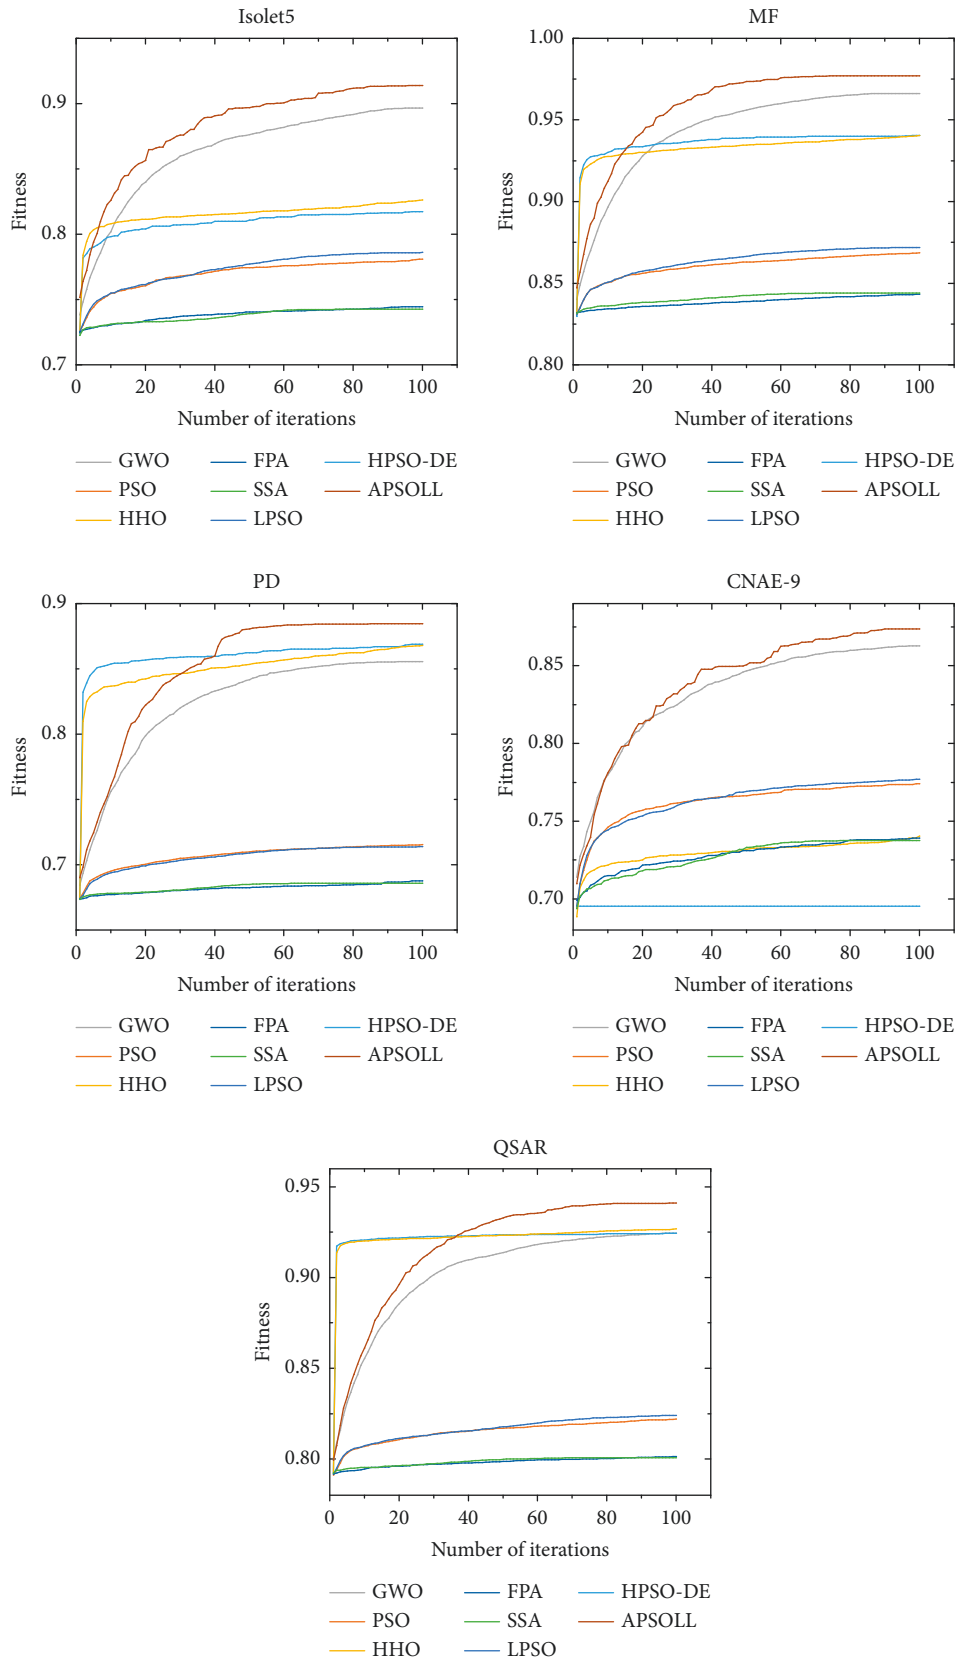 Isolet5
0.9
0.8
0.7
Fitness
0 20 40 60 80 100
Number of iterations
GWO FPA HPSO-DE
PSO SSA APSOLL
HHO LPSO
MF
1.00
0.95
0.90
0.85
0.80
Fitness
0 20 40 60 80 100
Number of iterations
GWO FPA HPSO-DE
PSO SSA APSOLL
HHO LPSO
PD
0.9
0.8
0.7
Fitness
0 20 40 60 80 100
Number of iterations
GWO FPA HPSO-DE
PSO SSA APSOLL
HHO LPSO
CNAE-9
0.85
0.80
0.75
0.70
Fitness
0 20 40 60 80 100
Number of iterations
GWO FPA HPSO-DE
PSO SSA APSOLL
HHO LPSO
QSAR
0.95
0.90
0.85
0.80
Fitness
0 20 40 60 80 100
Number of iterations
GWO FPA HPSO-DE
PSO SSA APSOLL
HHO LPSO